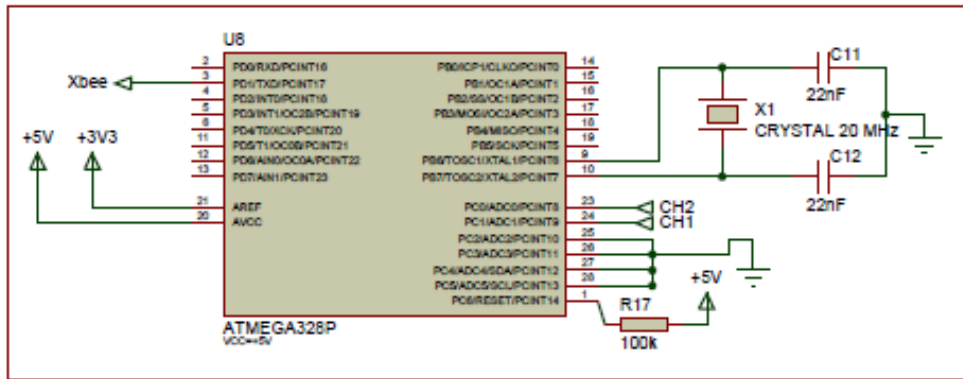 U8
2 PD0/RXD/PCINT16
3 PD1/TXD/PCINT17
4 PD2/INT0/PCINT18
5 PD3/INT1/OC2B/PCINT19
6 PD4/T0/XCK/PCINT20
11 PD5/T1/OC0B/PCINT21
12 PD6/AIN0/OC0A/PCINT22
13 PD7/AIN1/PCINT23
21 AREF
20 AVCC
Xbee
+5V
+3V3
PB0/ICP1/CLKO/PCINT0 14
PB1/OC1A/PCINT1 15
PB2/SS/OC1B/PCINT2 16
PB3/MOSI/OC2A/PCINT3 17
PB4/MISO/PCINT4 18
PB5/SCK/PCINT5 19
PB6/TOSC1/XTAL1/PCINT6 9
PB7/TOSC2/XTAL2/PCINT7 10
PC0/ADC0/PCINT8 23
PC1/ADC1/PCINT9 24
PC2/ADC2/PCINT10 25
PC3/ADC3/PCINT11 26
PC4/ADC4/SDA/PCINT12 27
PC5/ADC5/SCL/PCINT13 28
PC6/RESET/PCINT14 1
ATMEGA328P
VCC=+5V
C11
22nF
X1
CRYSTAL 20 MHz
C12
22nF
CH2
CH1
+5V
R17
100k